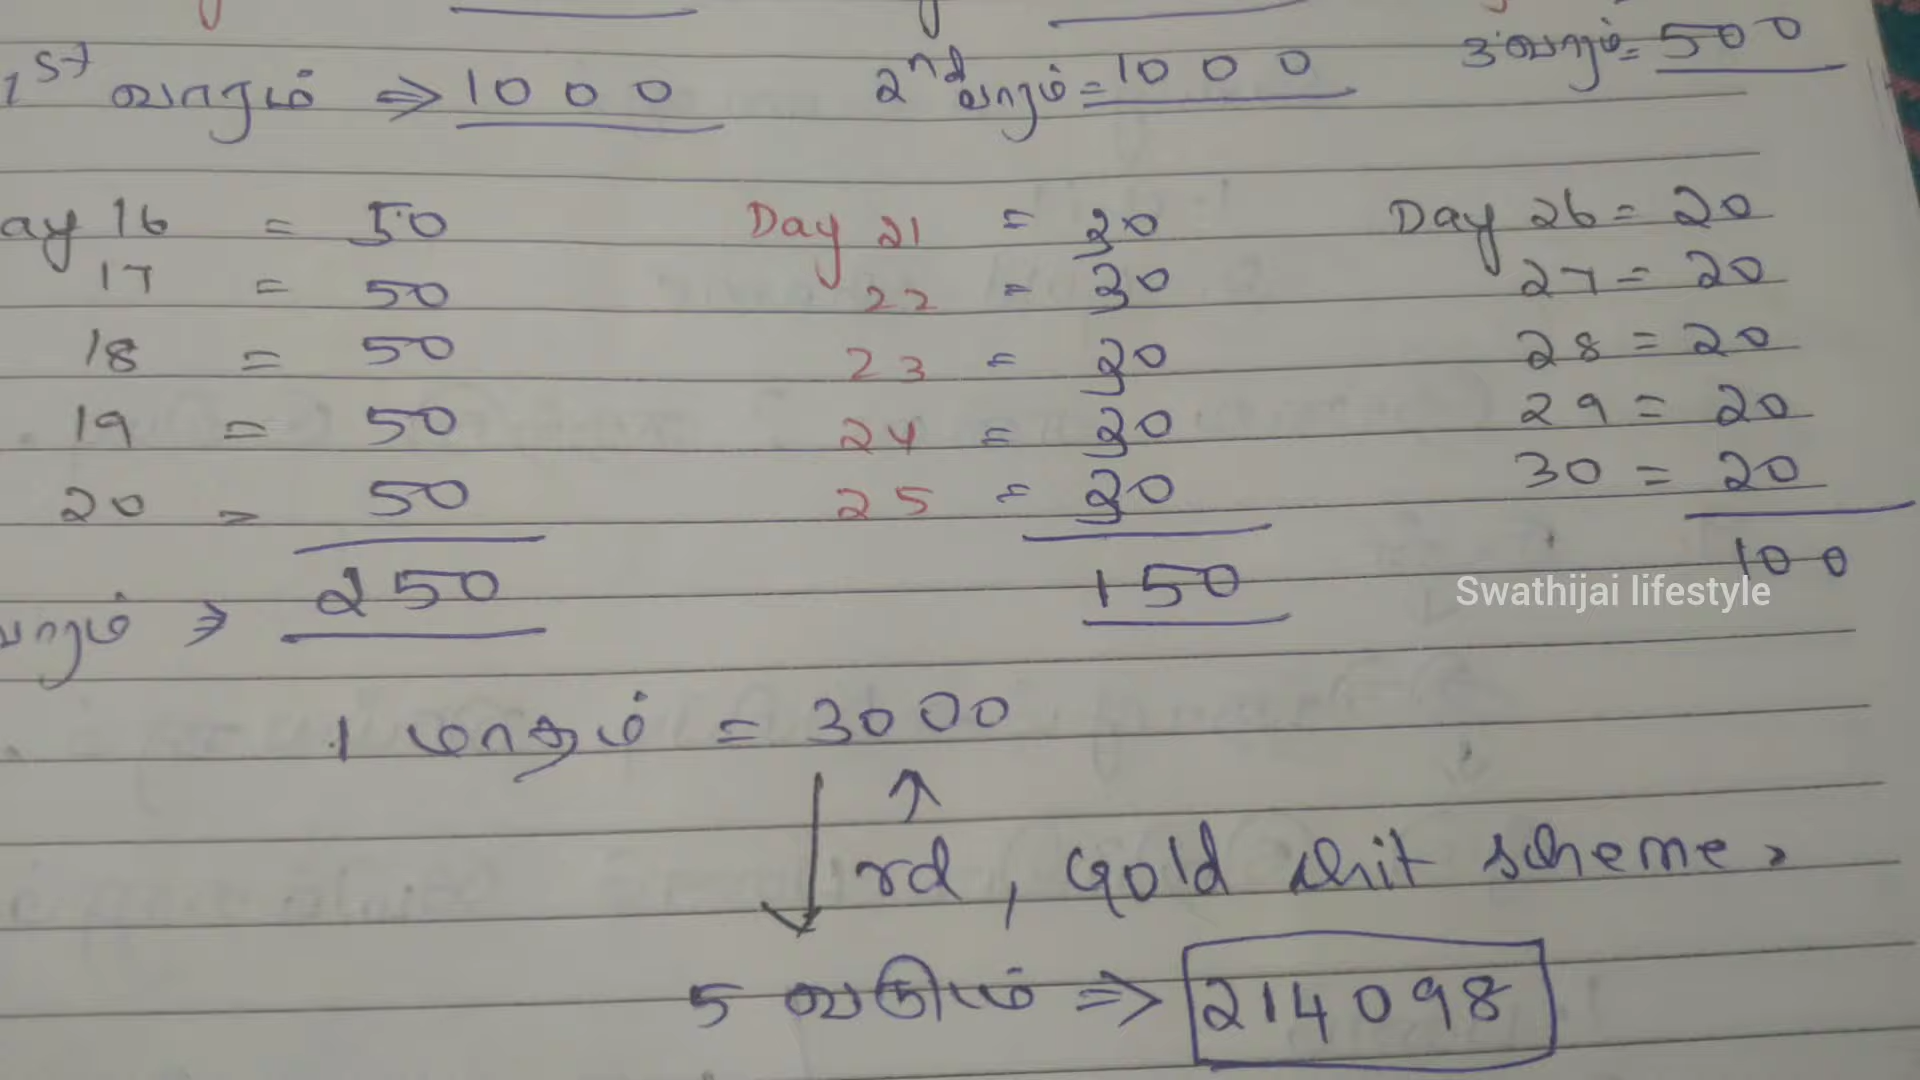 1st வாரம் ⇒ 1000 2nd வாரம் = 1000 3 வாரம் = 500
ay 16 = 50 Day 21 = 30 Day 26 = 20
17 = 50 22 = 30 27 = 20
18 = 50 23 = 30 28 = 20
19 = 50 24 = 30 29 = 20
20 = 50 25 = 30 30 = 20
வாரம் ⇒ 250 150 100
Swathijai lifestyle
1 மாதம் = 3000
rd, Gold chit scheme.
5 வருடம் ⇒ 214098